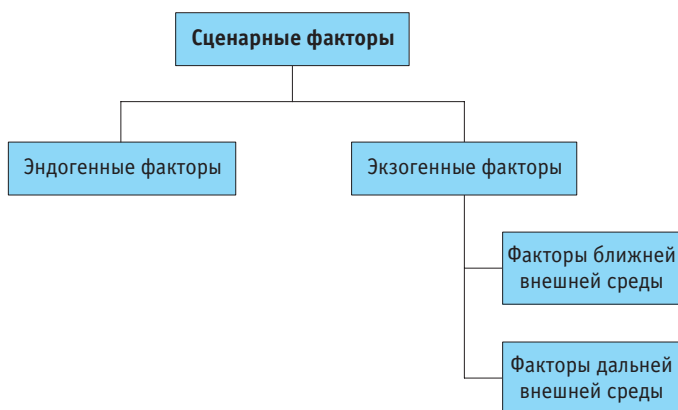 Сценарные факторы
Эндогенные факторы
Экзогенные факторы
Факторы ближней
внешней среды
Факторы дальней
внешней среды